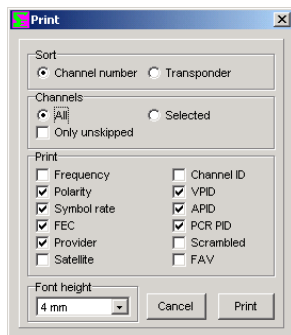 Print
Sort
Channel number Transponder
Channels
All Selected
Only unskipped
Print
Frequency Channel ID
Polarity VPID
Symbol rate APID
FEC PCR PID
Provider Scrambled
Satellite FAV
Font height
4 mm Cancel Print